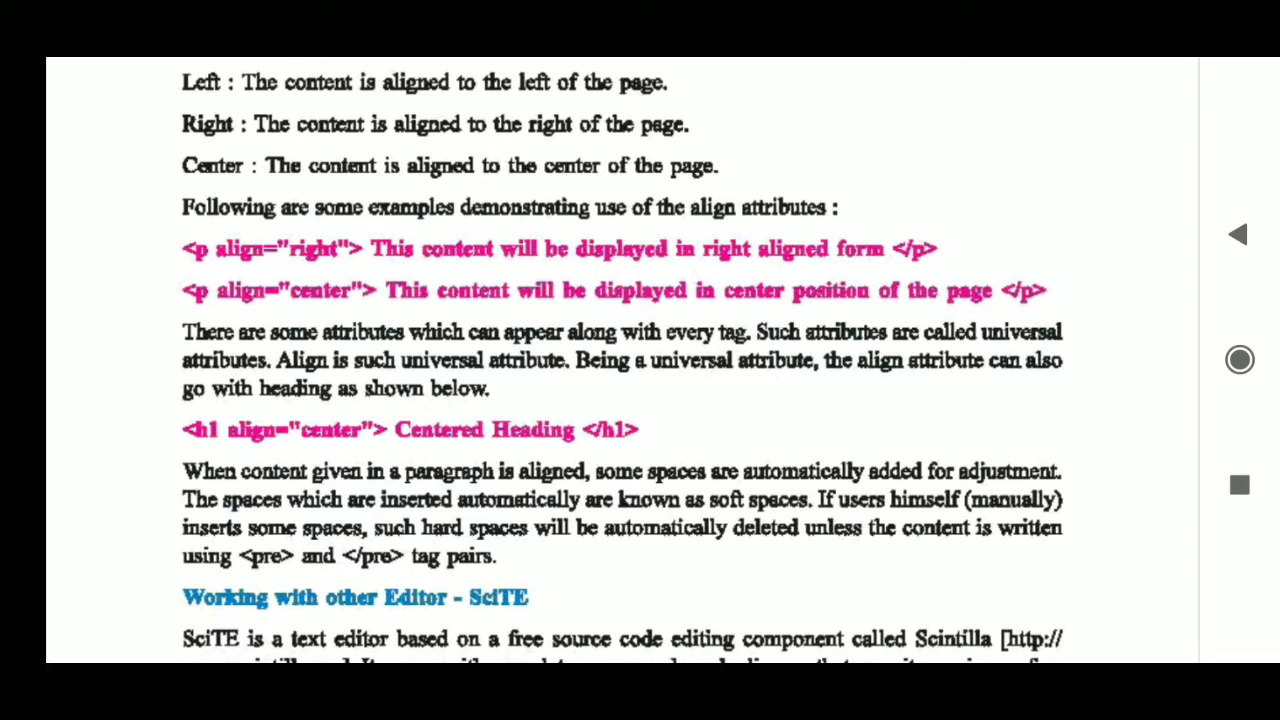 Left : The content is aligned to the left of the page.
Right : The content is aligned to the right of the page.
Center : The content is aligned to the center of the page.
Following are some examples demonstrating use of the align attributes :
<p align="right"> This content will be displayed in right aligned form </p>
<p align="center"> This content will be displayed in center position of the page </p>
There are some attributes which can appear along with every tag. Such attributes are called universal
attributes. Align is such universal attribute. Being a universal attribute, the align attribute can also
go with heading as shown below.
<h1 align="center"> Centered Heading </h1>
When content given in a paragraph is aligned, some spaces are automatically added for adjustment.
The spaces which are inserted automatically are known as soft spaces. If users himself (manually)
inserts some spaces, such hard spaces will be automatically deleted unless the content is written
using <pre> and </pre> tag pairs.
Working with other Editor - SciTE
SciTE is a text editor based on a free source code editing component called Scintilla [http://